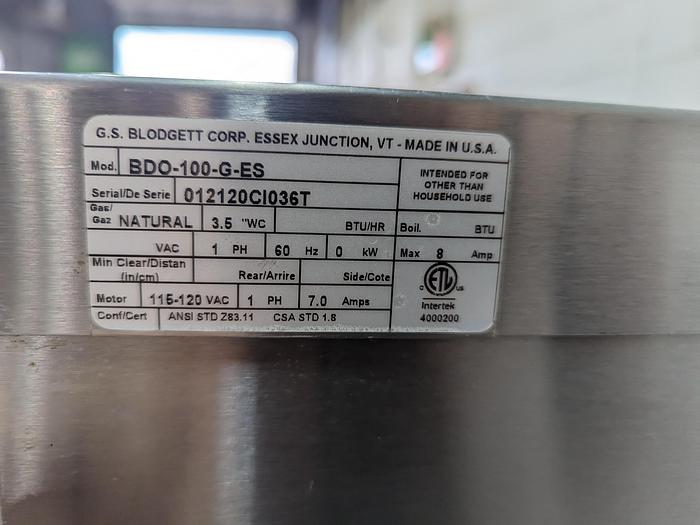 G.S. BLODGETT CORP. ESSEX JUNCTION, VT - MADE IN U.S.A.
Mod. BDO-100-G-ES
INTENDED FOR
OTHER THAN
HOUSEHOLD USE
Serial/De Serie 012120CI036T
Gas/
Gaz NATURAL 3.5 "WC BTU/HR Boil. BTU
VAC 1 PH 60 Hz 0 kW Max 8 Amp
Min Clear/Distan
(in/cm) Rear/Arrire Side/Cote
C ETL US
Intertek
4000200
Motor 115-120 VAC 1 PH 7.0 Amps
Conf/Cert ANSI STD Z83.11 CSA STD 1.8